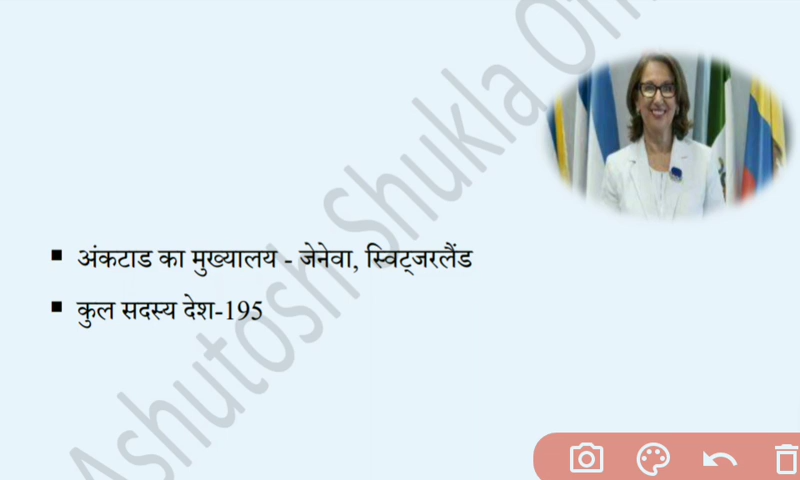 Ashutosh Shukla
अंकटाड का मुख्यालय - जेनेवा, स्विट्जरलैंड
कुल सदस्य देश-195